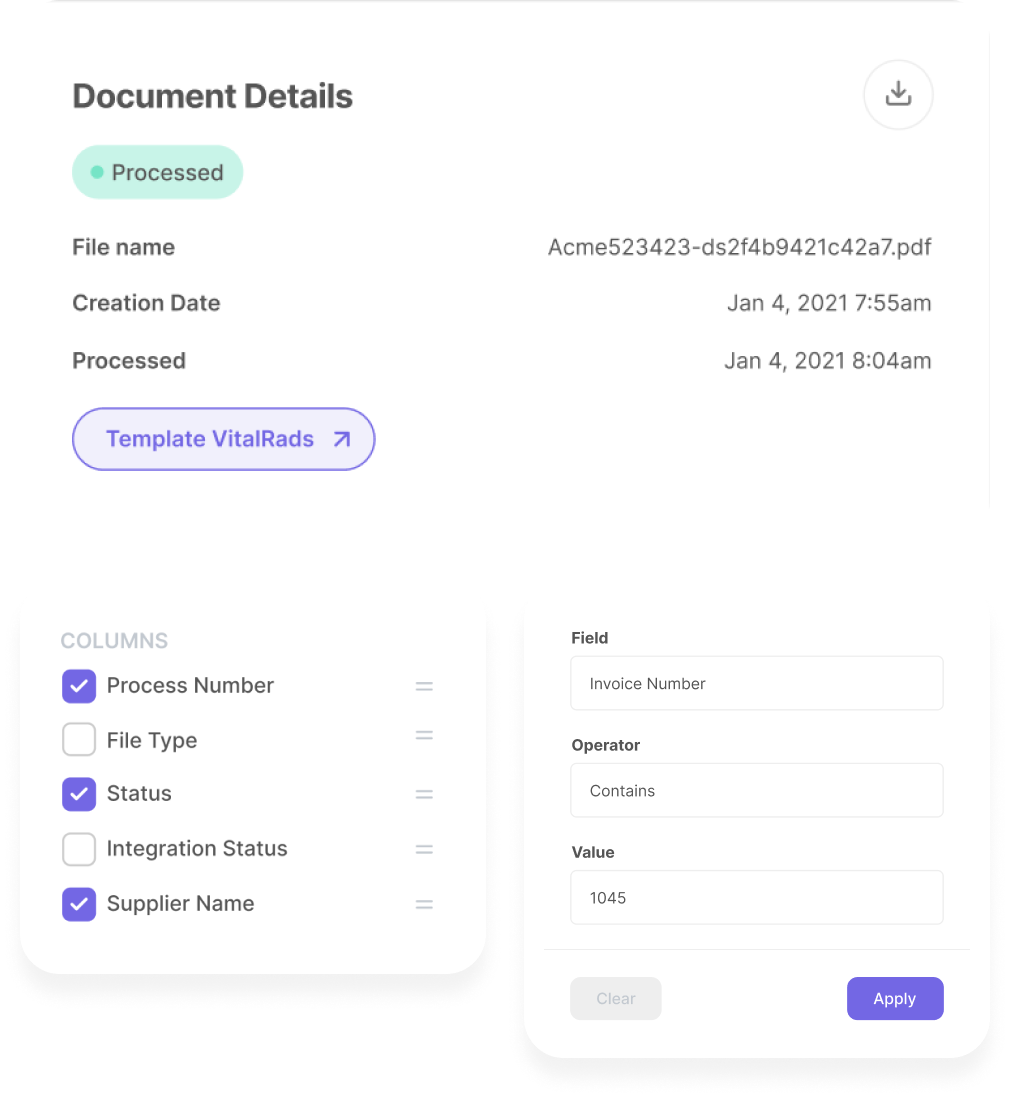 Document Details
Processed
File name Acme523423-ds2f4b9421c42a7.pdf
Creation Date Jan 4, 2021 7:55am
Processed Jan 4, 2021 8:04am
Template VitalRads
COLUMNS
Process Number
File Type
Status
Integration Status
Supplier Name
Field
Invoice Number
Operator
Contains
Value
1045
Clear Apply